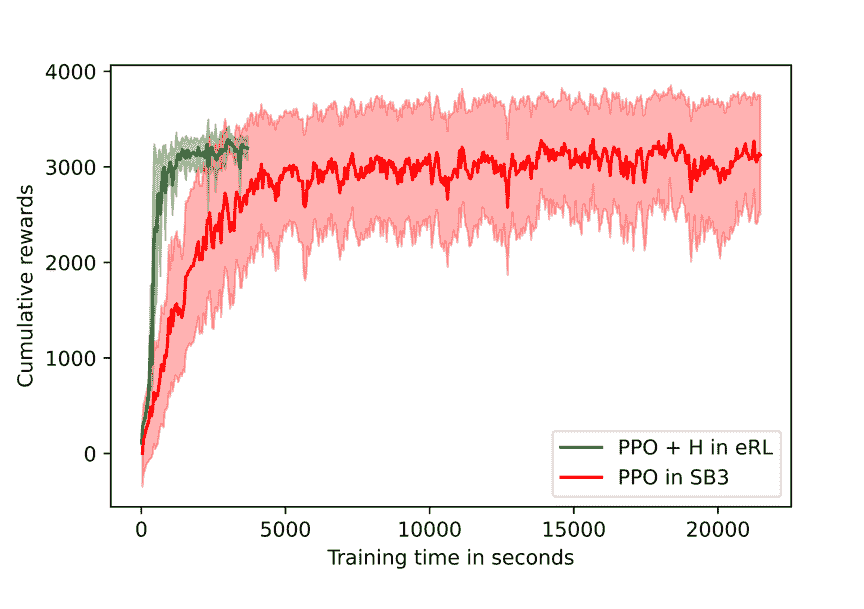 4000
3000
2000
1000
0
Cumulative rewards
PPO + H in eRL
PPO in SB3
0 5000 10000 15000 20000
Training time in seconds